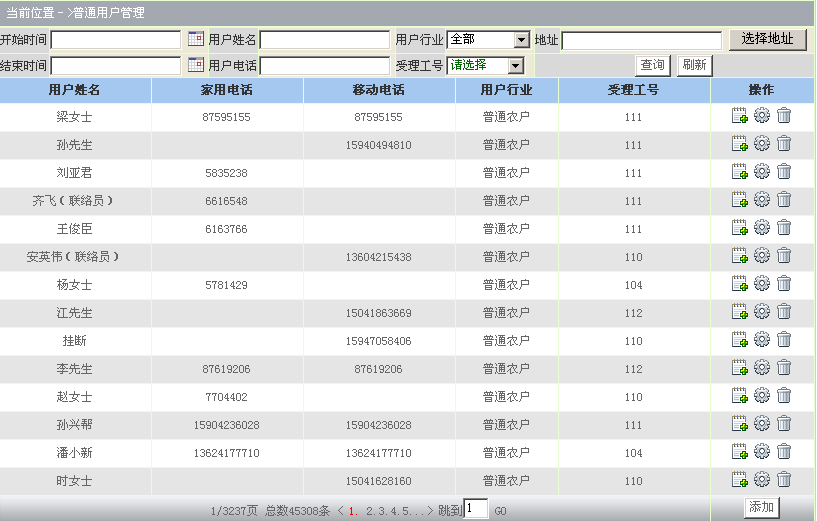 当前位置->普通用户管理
开始时间 用户姓名 用户行业 全部 地址 选择地址
结束时间 用户电话 受理工号 请选择 查询 刷新
用户姓名 家用电话 移动电话 用户行业 受理工号 操作
梁女士 87595155 87595155 普通农户 111
孙先生 15940494810 普通农户 111
刘亚君 5835238 普通农户 111
齐飞(联络员) 6616548 普通农户 111
王俊臣 6163766 普通农户 111
安英伟(联络员) 13604215438 普通农户 110
杨女士 5781429 普通农户 104
江先生 15041863669 普通农户 112
挂断 15947058406 普通农户 110
李先生 87619206 87619206 普通农户 112
赵女士 7704402 普通农户 110
孙兴帮 15904236028 15904236028 普通农户 111
潘小新 13624177710 13624177710 普通农户 104
时女士 15041628160 普通农户 110
1/3237页 总数45308条 < 1. 2.3.4.5...> 跳到 1 GO 添加